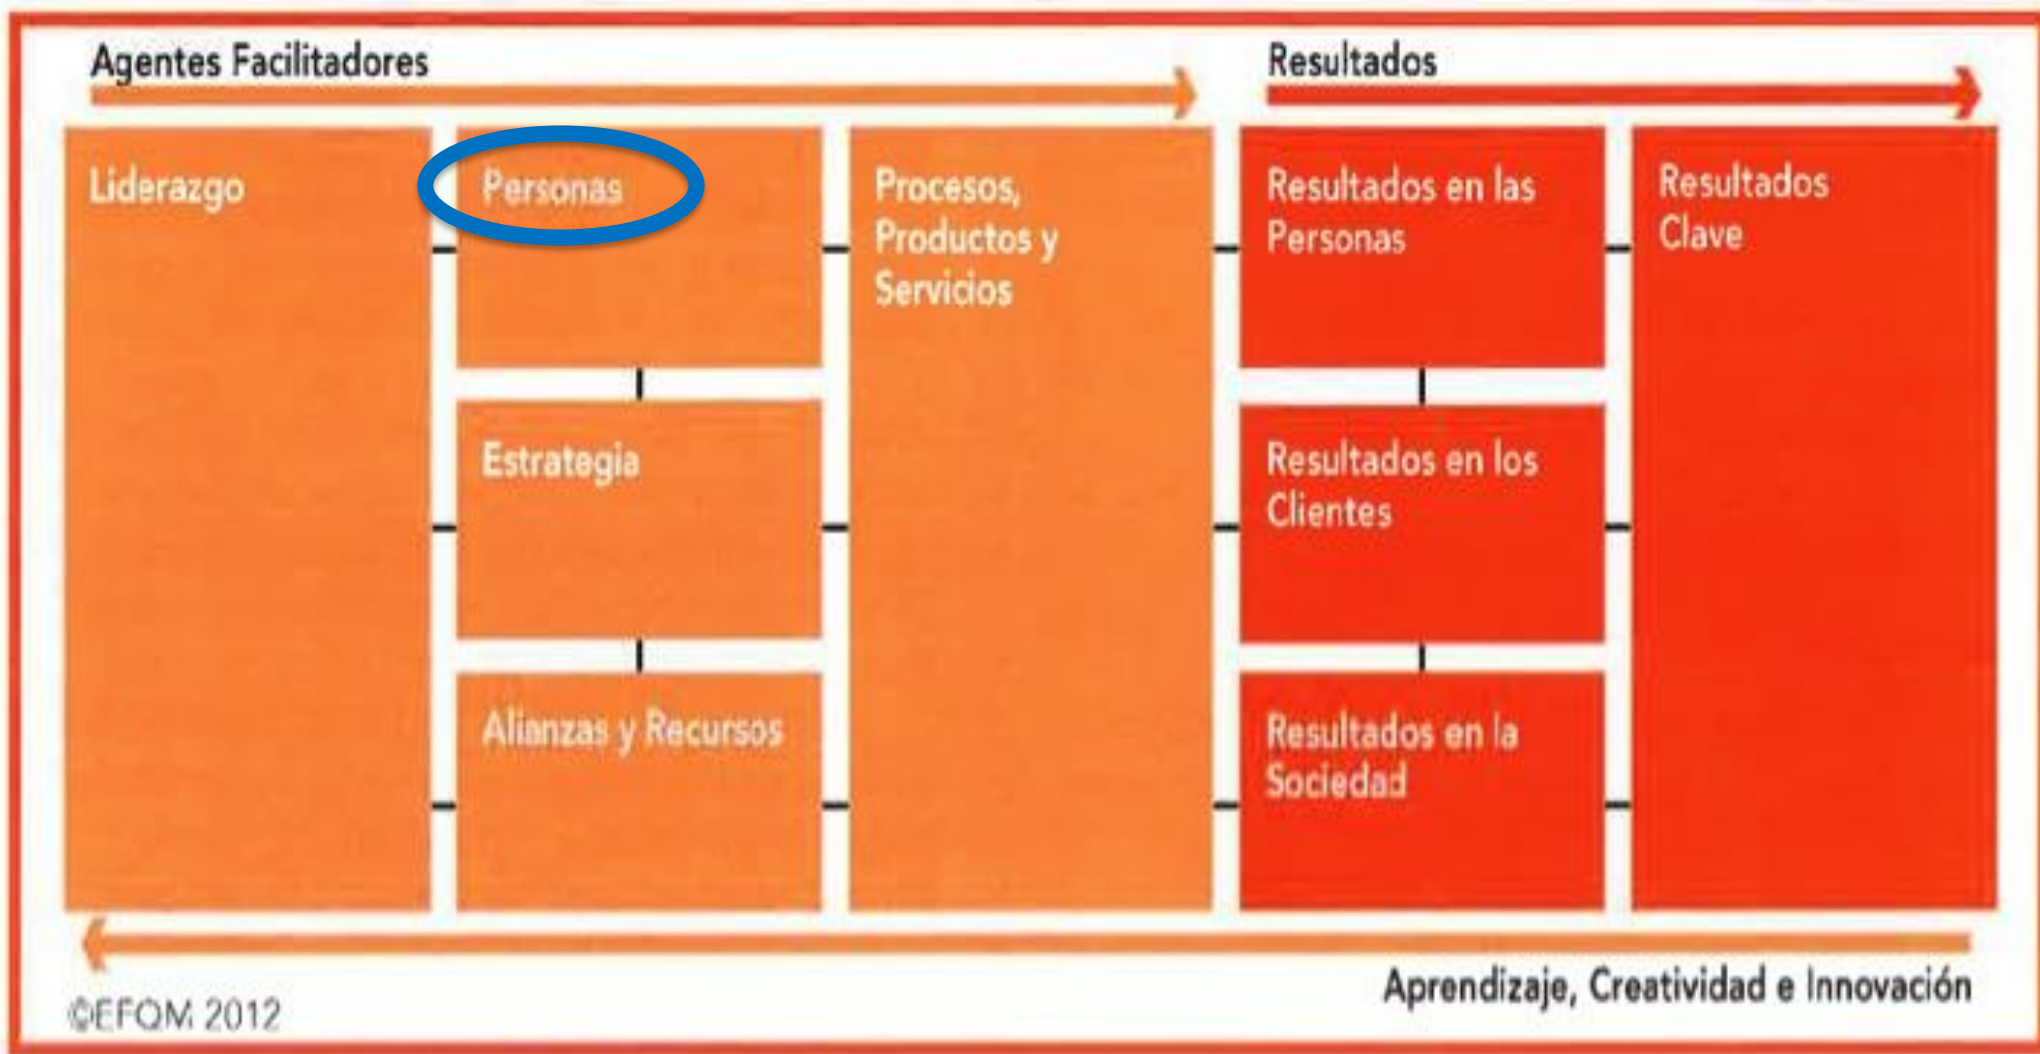 Agentes Facilitadores
Resultados
Liderazgo
Personas
Procesos,
Productos y
Servicios
Resultados en las
Personas
Resultados
Clave
Estrategia
Resultados en los
Clientes
Alianzas y Recursos
Resultados en la
Sociedad
Aprendizaje, Creatividad e Innovación
©EFQM 2012